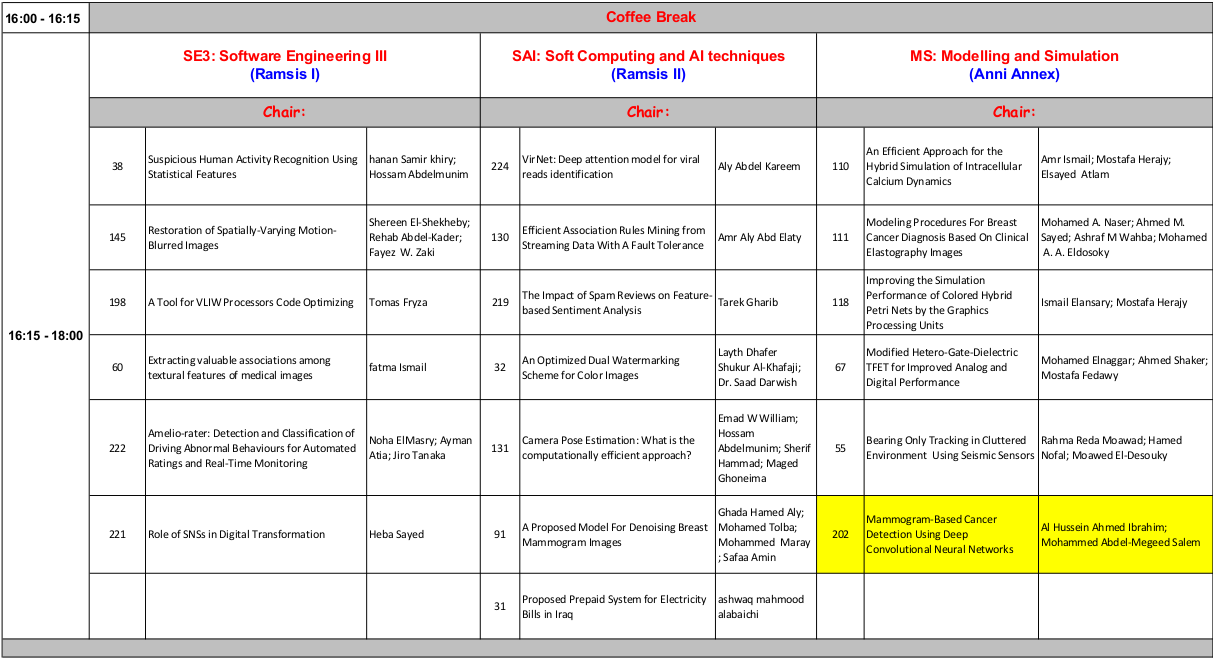 16:00 - 16:15
Coffee Break
16:15 - 18:00
SE3: Software Engineering III
(Ramsis I)
SAI: Soft Computing and AI techniques
(Ramsis II)
MS: Modelling and Simulation
(Anni Annex)
Chair:
Chair:
Chair:
38
Suspicious Human Activity Recognition Using
Statistical Features
hanan Samir khiry;
Hossam Abdelmunim
224
VirNet: Deep attention model for viral
reads identification
Aly Abdel Kareem
110
An Efficient Approach for the
Hybrid Simulation of Intracellular
Calcium Dynamics
Amr Ismail; Mostafa Herajy;
Elsayed Atlam
145
Restoration of Spatially-Varying Motion-
Blurred Images
Shereen El-Shekheby;
Rehab Abdel-Kader;
Fayez W. Zaki
130
Efficient Association Rules Mining from
Streaming Data With A Fault Tolerance
Amr Aly Abd Elaty
111
Modeling Procedures For Breast
Cancer Diagnosis Based On Clinical
Elastography Images
Mohamed A. Naser; Ahmed M.
Sayed; Ashraf M Wahba; Mohamed
A. A. Eldosoky
198
A Tool for VLIW Processors Code Optimizing
Tomas Fryza
219
The Impact of Spam Reviews on Feature-
based Sentiment Analysis
Tarek Gharib
118
Improving the Simulation
Performance of Colored Hybrid
Petri Nets by the Graphics
Processing Units
Ismail Elansary; Mostafa Herajy
60
Extracting valuable associations among
textural features of medical images
fatma Ismail
32
An Optimized Dual Watermarking
Scheme for Color Images
Layth Dhafer
Shukur Al-Khafaji;
Dr. Saad Darwish
67
Modified Hetero-Gate-Dielectric
TFET for Improved Analog and
Digital Performance
Mohamed Elnaggar; Ahmed Shaker;
Mostafa Fedawy
222
Amelio-rater: Detection and Classification of
Driving Abnormal Behaviours for Automated
Ratings and Real-Time Monitoring
Noha ElMasry; Ayman
Atia; Jiro Tanaka
131
Camera Pose Estimation: What is the
computationally efficient approach?
Emad W William;
Hossam
Abdelmunim; Sherif
Hammad; Maged
Ghoneima
55
Bearing Only Tracking in Cluttered
Environment Using Seismic Sensors
Rahma Reda Moawad; Hamed
Nofal; Moawed El-Desouky
221
Role of SNSs in Digital Transformation
Heba Sayed
91
A Proposed Model For Denoising Breast
Mammogram Images
Ghada Hamed Aly;
Mohamed Tolba;
Mohammed Maray
; Safaa Amin
202
Mammogram-Based Cancer
Detection Using Deep
Convolutional Neural Networks
Al Hussein Ahmed Ibrahim;
Mohammed Abdel-Megeed Salem
31
Proposed Prepaid System for Electricity
Bills in Iraq
ashwaq mahmood
alabaichi